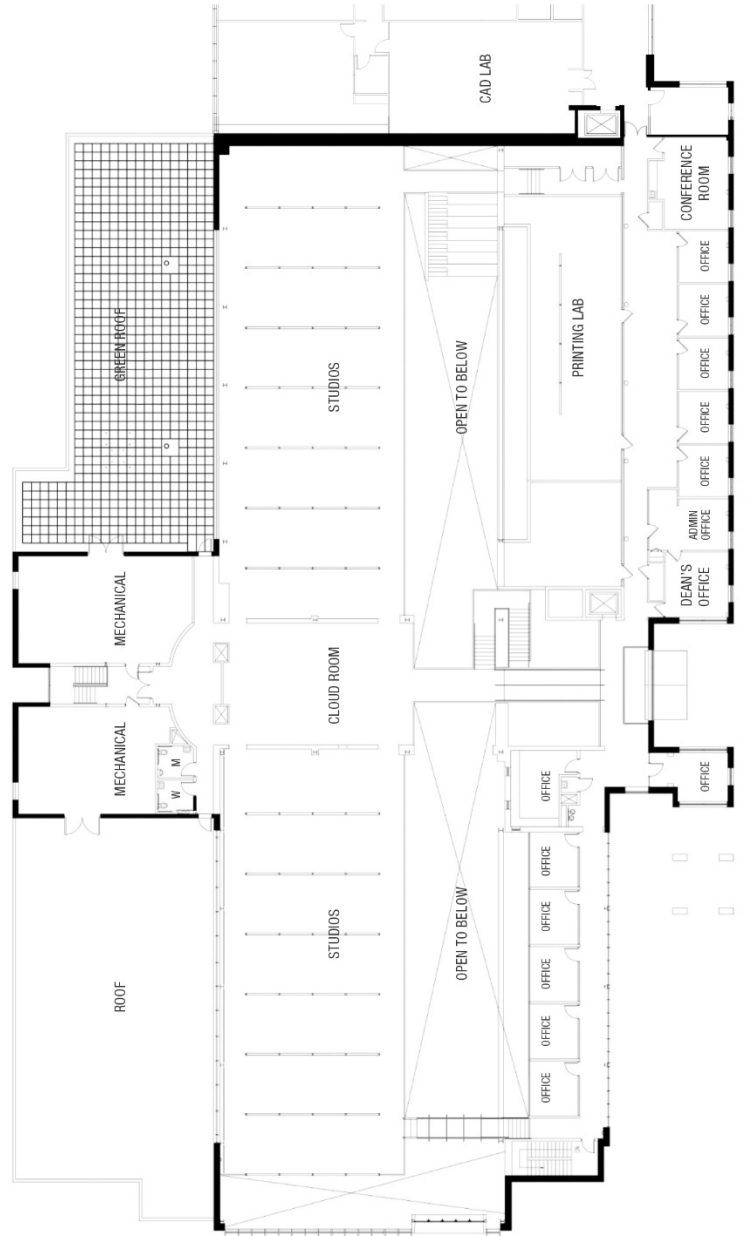 CAD LAB
CONFERENCE
ROOM
GREEN ROOF
STUDIOS
OPEN TO BELOW
PRINTING LAB
OFFICE
OFFICE
OFFICE
OFFICE
OFFICE
ADMIN
OFFICE
DEAN'S
OFFICE
MECHANICAL
CLOUD ROOM
MECHANICAL
W
M
OFFICE
OFFICE
ROOF
STUDIOS
OPEN TO BELOW
OFFICE
OFFICE
OFFICE
OFFICE
OFFICE